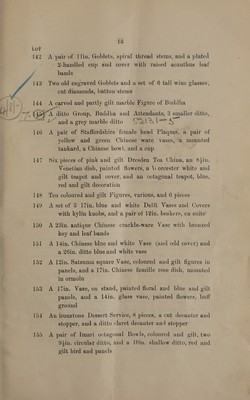 16
LOT
142 A pair of 11in. Goblets, spiral thread stems, and a plated
2-handled cup and cover with raised acanthus leaf
bands
143 Two old engraved Goblets and a set of 6 tall wine glasses,
cut diamonds, button stems
144 A carved and partly gilt marble Figure of Buddha
145 A ditto Group, Buddha and Attendants, 3 smaller ditto,
and a grey marble ditto
146 A pair of Staffordshire female head Plaques, a pair of
yellow and green Chinese ware vases, a mounted
tankard, a Chinese bowl, and a cup
147 Six pieces of pink and gilt Dresden Tea China, an 8½in.
Venetian dish, painted flowers, a Worcester white and
gilt teapot and cover, and an octagonal teapot, blue,
red and gilt decoration
148 Ten coloured and gilt Figures, various, and 6 pieces
149 A set of 3 17in. blue and white Delft Vases and Covers
with kylin knobs, and a pair of 12in. beakers, en suite
150 A 23in. antique Chinese crackle-ware Vase with bronzed
key and leaf bands
151 A 14in. Chinese blue and white Vase (and odd cover) and
a 26in. ditto blue and white vase
152 A 12in. Satsuma square Vase, coloured and gilt figures in
panels, and a 17in. Chinese famille rose dish, mounted
in ormolu
153 A 17in. Vase, on stand, painted floral and blue and gilt
panels, and a 14in. glass vase, painted flowers, buff
ground
154 An ironstone Dessert Service, 8 pieces, a cut decanter and
stopper, and a ditto claret decanter and stopper
155 A pair of Imari octagonal Bowls, coloured and gilt, two
9½in. circular ditto, and a 10in. shallow ditto, red and
gilt bird and panels